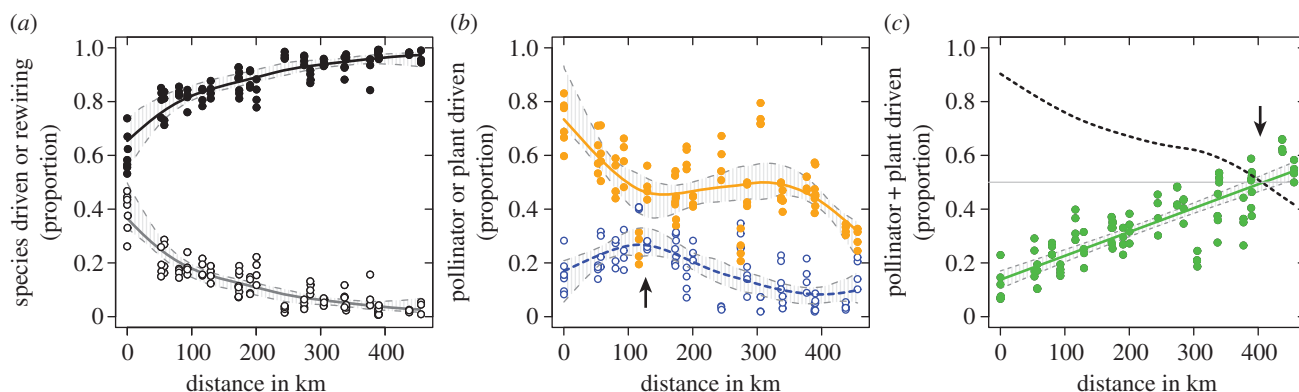 (a)
species driven or rewiring
(proportion)
1.0
0.8
0.6
0.4
0.2
0
0 100 200 300 400
distance in km
(b)
pollinator or plant driven
(proportion)
1.0
0.8
0.6
0.4
0.2
0
0 100 200 300 400
distance in km
(c)
pollinator + plant driven
(proportion)
1.0
0.8
0.6
0.4
0.2
0
0 100 200 300 400
distance in km